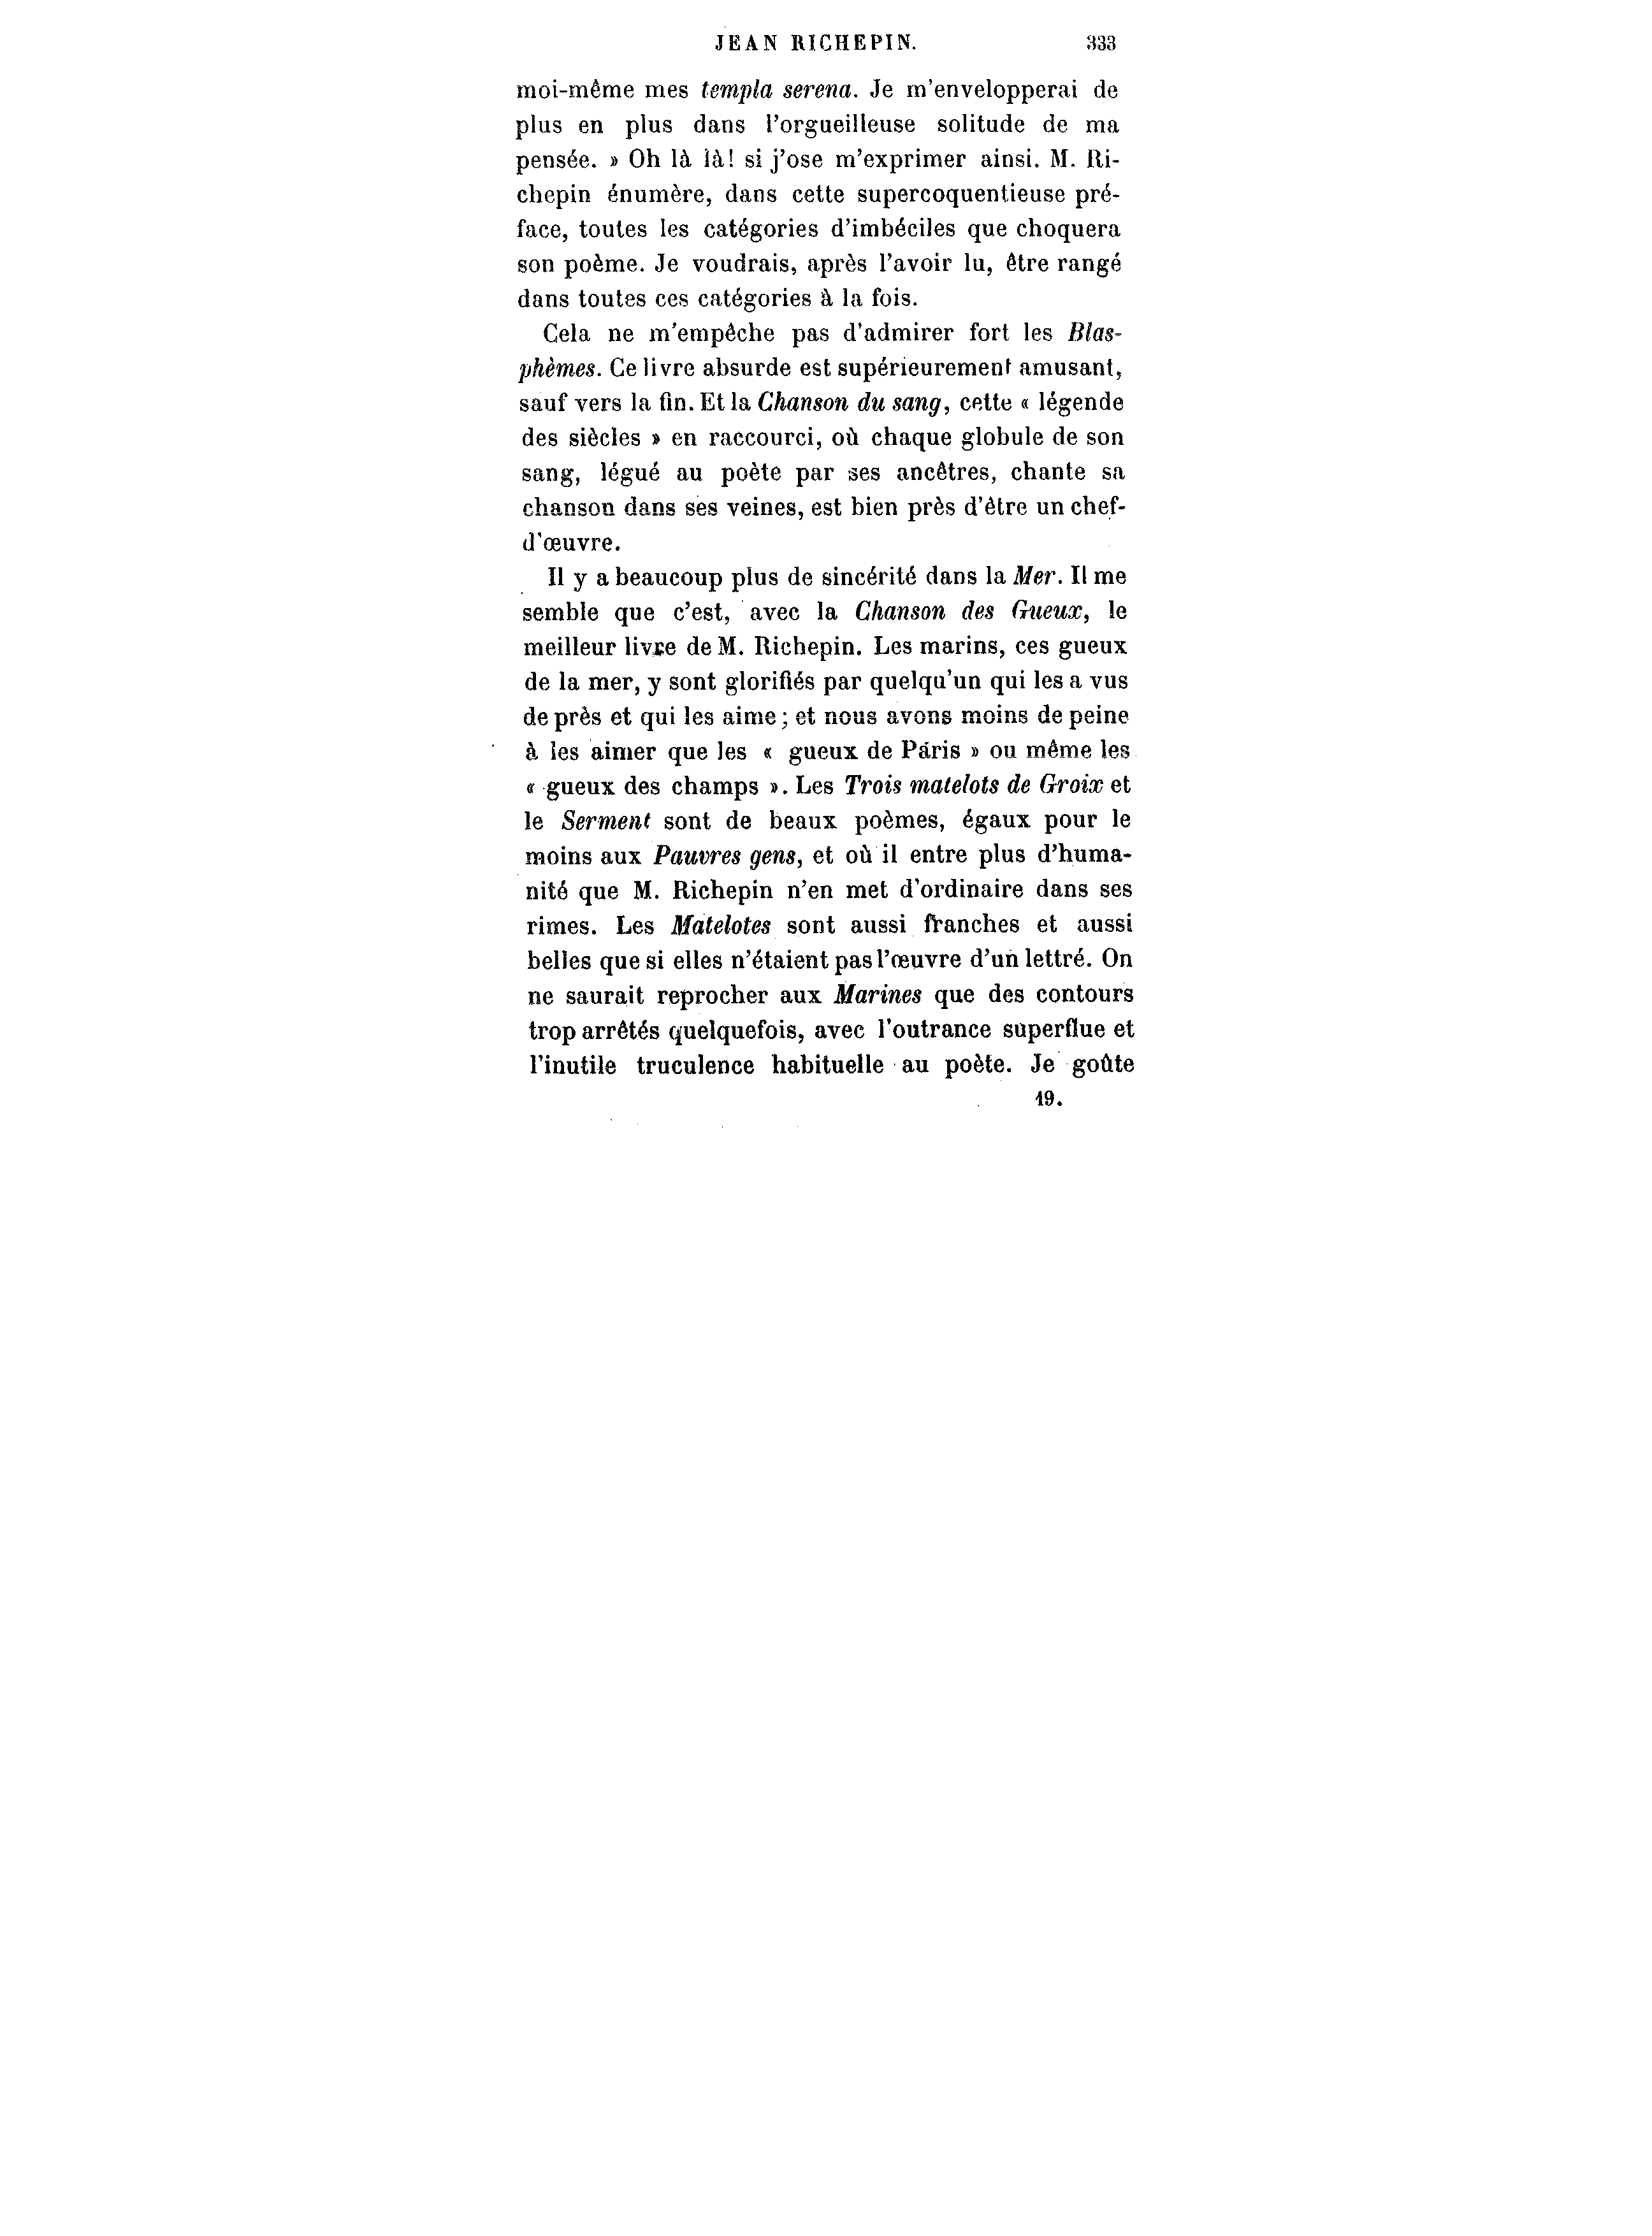 JEAN RICHEPIN. 333
moi-même mes templa serena. Je m'envelopperai de
plus en plus dans l'orgueilleuse solitude de ma
pensée. » Oh là là! si j'ose m'exprimer ainsi. M. Ri-
chepin énumère, dans cette supercoquentieuse pré-
face, toutes les catégories d'imbéciles que choquera
son poème. Je voudrais, après l'avoir lu, être rangé
dans toutes ces catégories à la fois.
Cela ne m'empêche pas d'admirer fort les Blas-
phèmes. Ce livre absurde est supérieurement amusant,
sauf vers la fin. Et la Chanson du sang, cette « légende
des siècles » en raccourci, où chaque globule de son
sang, légué au poète par ses ancêtres, chante sa
chanson dans ses veines, est bien près d'être un chef-
d'œuvre.
Il y a beaucoup plus de sincérité dans la Mer. Il me
semble que c'est, avec la Chanson des Gueux, le
meilleur livre de M. Richepin. Les marins, ces gueux
de la mer, y sont glorifiés par quelqu'un qui les a vus
de près et qui les aime ; et nous avons moins de peine
à les aimer que les « gueux de Paris » ou même les
« gueux des champs ». Les Trois matelots de Groix et
le Serment sont de beaux poèmes, égaux pour le
moins aux Pauvres gens, et où il entre plus d'huma-
nité que M. Richepin n'en met d'ordinaire dans ses
rimes. Les Matelotes sont aussi franches et aussi
belles que si elles n'étaient pas l'œuvre d'un lettré. On
ne saurait reprocher aux Marines que des contours
trop arrêtés quelquefois, avec l'outrance superflue et
l'inutile truculence habituelle au poète. Je goûte
19.